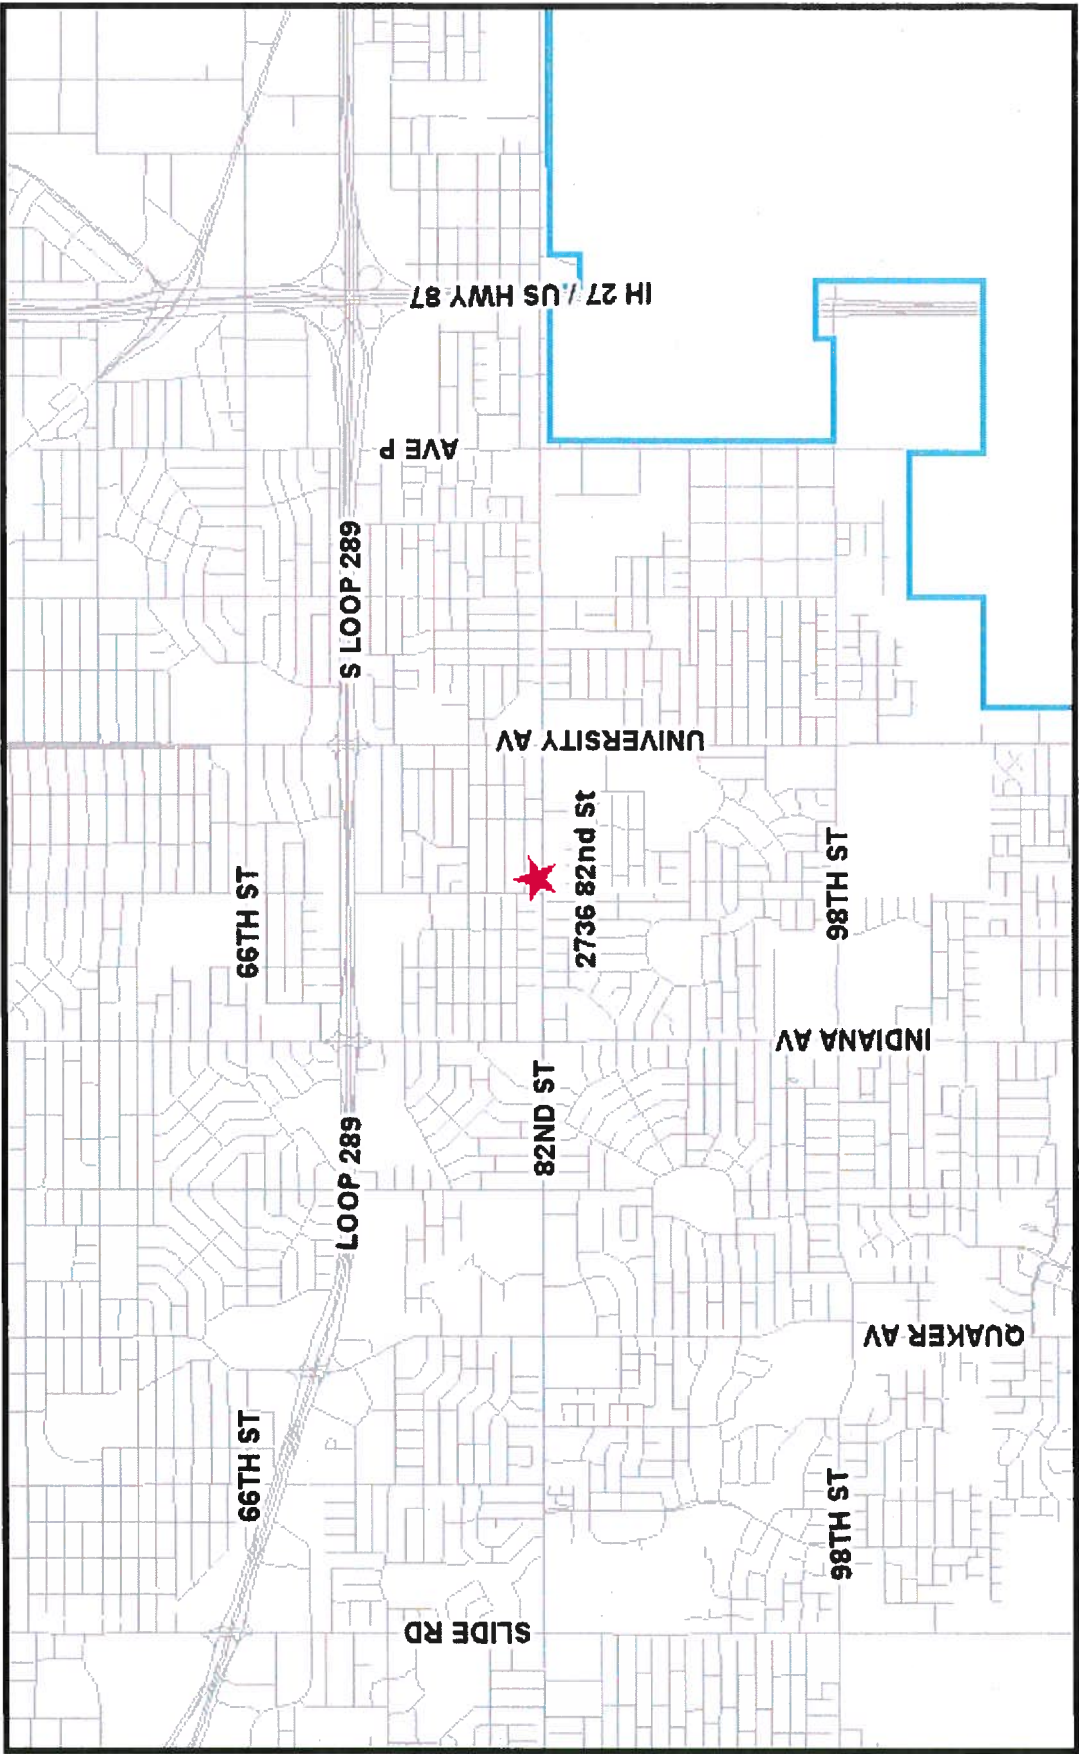 IH 27 / US HWY 87
AVE P
S LOOP 289
UNIVERSITY AV
2736 82nd St
66TH ST
98TH ST
INDIANA AV
82ND ST
LOOP 289
QUAKER AV
66TH ST
98TH ST
SLIDE RD